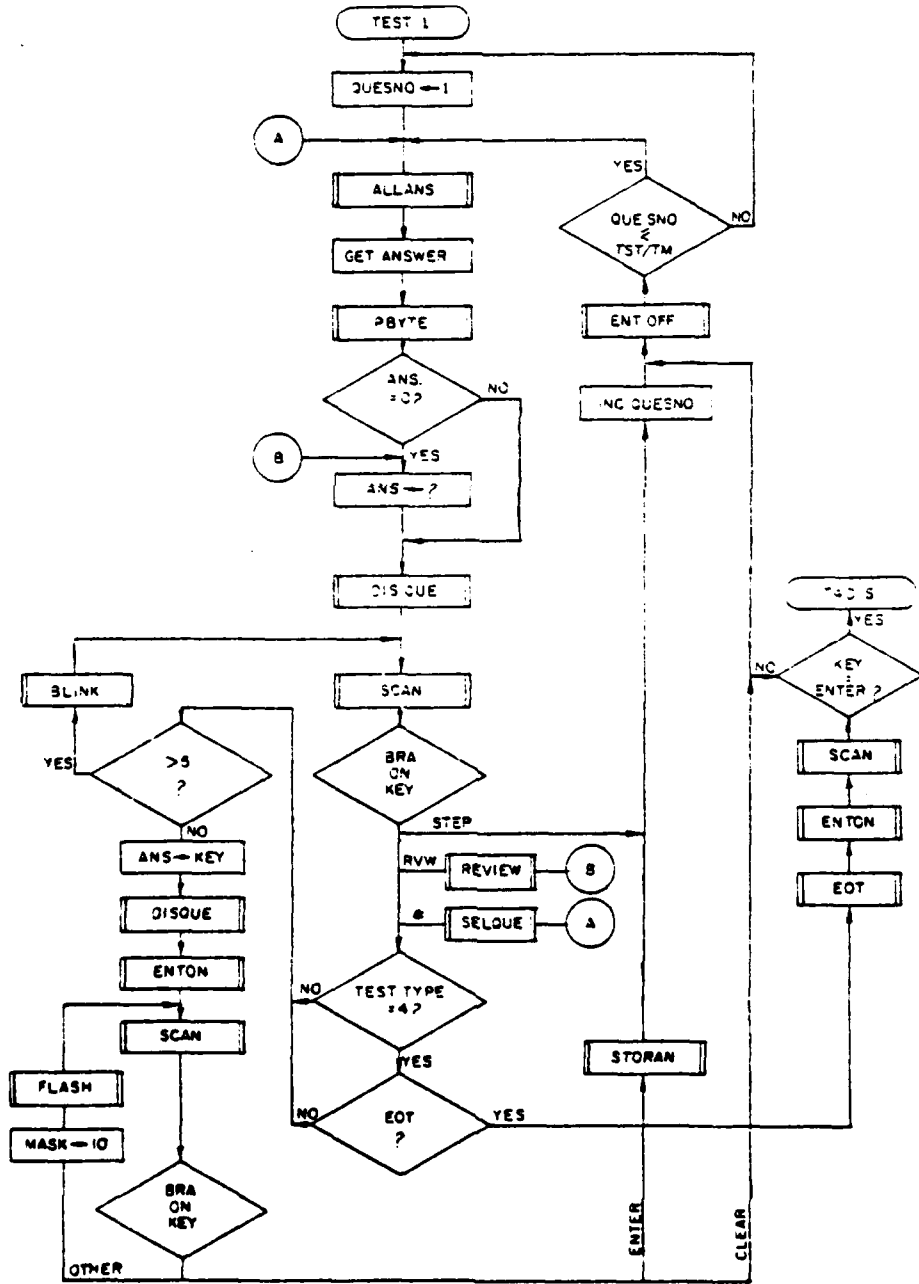 TEST 1
QUESNO ← 1
A
ALLANS
GET ANSWER
PBYTE
ANS.
=0?
NO
YES
B
ANS ← ?
DISQUE
SCAN
BRA
ON
KEY
STEP
RVW
REVIEW
B
*
SELQUE
A
TEST TYPE
=4?
NO
YES
EOT
?
NO
YES
BLINK
>5
?
YES
NO
ANS ← KEY
DISQUE
ENTON
SCAN
FLASH
MASK ← 10
BRA
ON
KEY
OTHER
ENTER
CLEAR
STORAN
INC QUESNO
ENT OFF
QUESNO
≤
TST/TM
YES
NO
YES
KEY
=
ENTER ?
NO
SCAN
ENTON
EOT